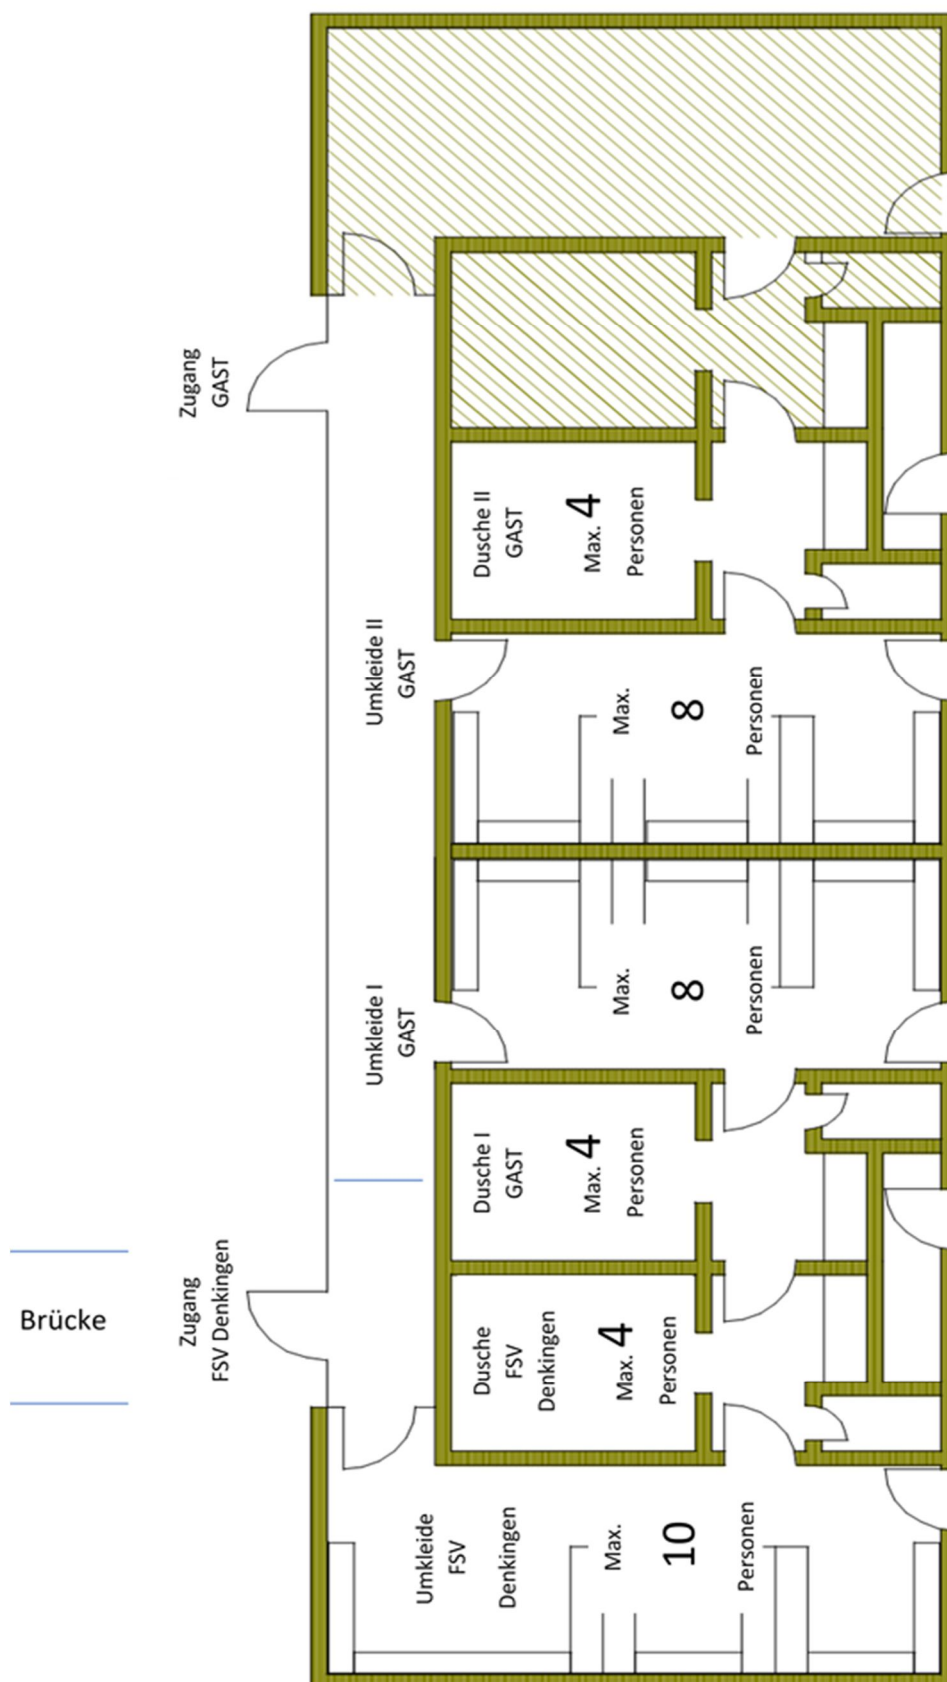 Zugang
GAST
Dusche II
GAST
Max. 4
Personen
Umkleide II
GAST
Max.
8
Personen
Umkleide I
GAST
Max.
8
Personen
Dusche I
GAST
Max. 4
Personen
Brücke
Zugang
FSV Denkingen
Dusche
FSV
Denkingen
Max. 4
Personen
Umkleide
FSV
Denkingen
Max.
10
Personen